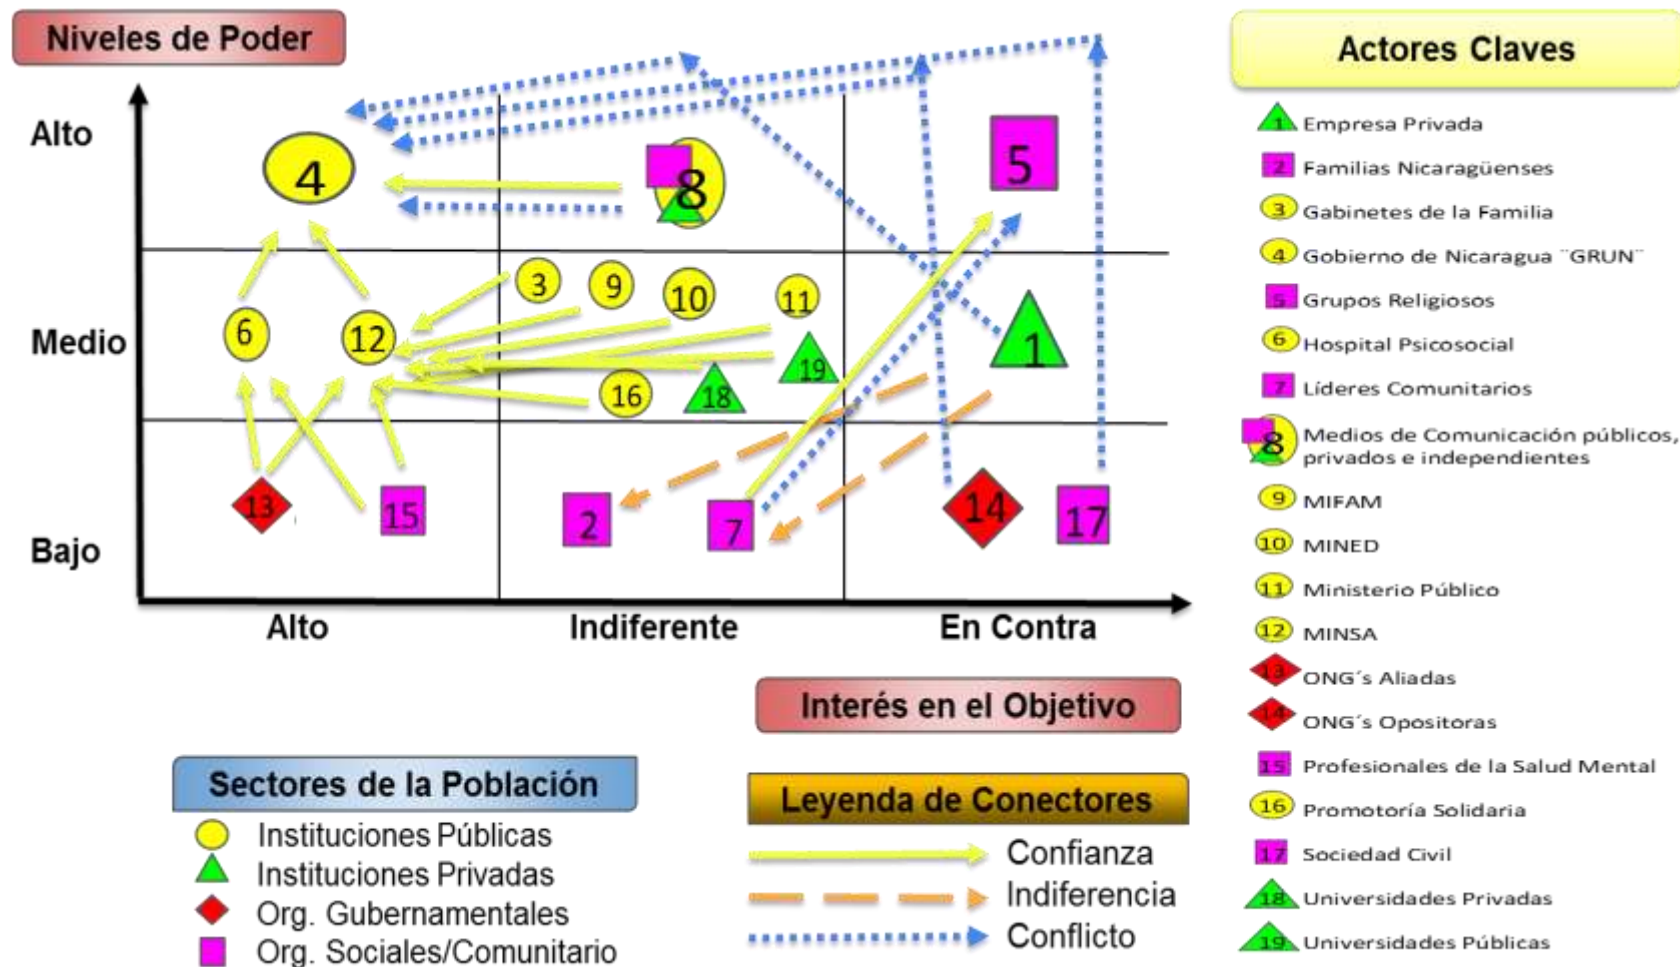 Niveles de Poder
Alto
Medio
Bajo
4
8
5
6
12
3
9
10
11
16
18
19
1
13
15
2
7
14
17
Alto
Indiferente
En Contra
Interés en el Objetivo
Sectores de la Población
Instituciones Públicas
Instituciones Privadas
Org. Gubernamentales
Org. Sociales/Comunitario
Leyenda de Conectores
Confianza
Indiferencia
Conflicto
Actores Claves
1 Empresa Privada
2 Familias Nicaragüenses
3 Gabinetes de la Familia
4 Gobierno de Nicaragua ¨GRUN¨
5 Grupos Religiosos
6 Hospital Psicosocial
7 Líderes Comunitarios
8 Medios de Comunicación públicos,
privados e independientes
9 MIFAM
10 MINED
11 Ministerio Público
12 MINSA
13 ONG´s Aliadas
14 ONG´s Opositoras
15 Profesionales de la Salud Mental
16 Promotoría Solidaria
17 Sociedad Civil
18 Universidades Privadas
19 Universidades Públicas